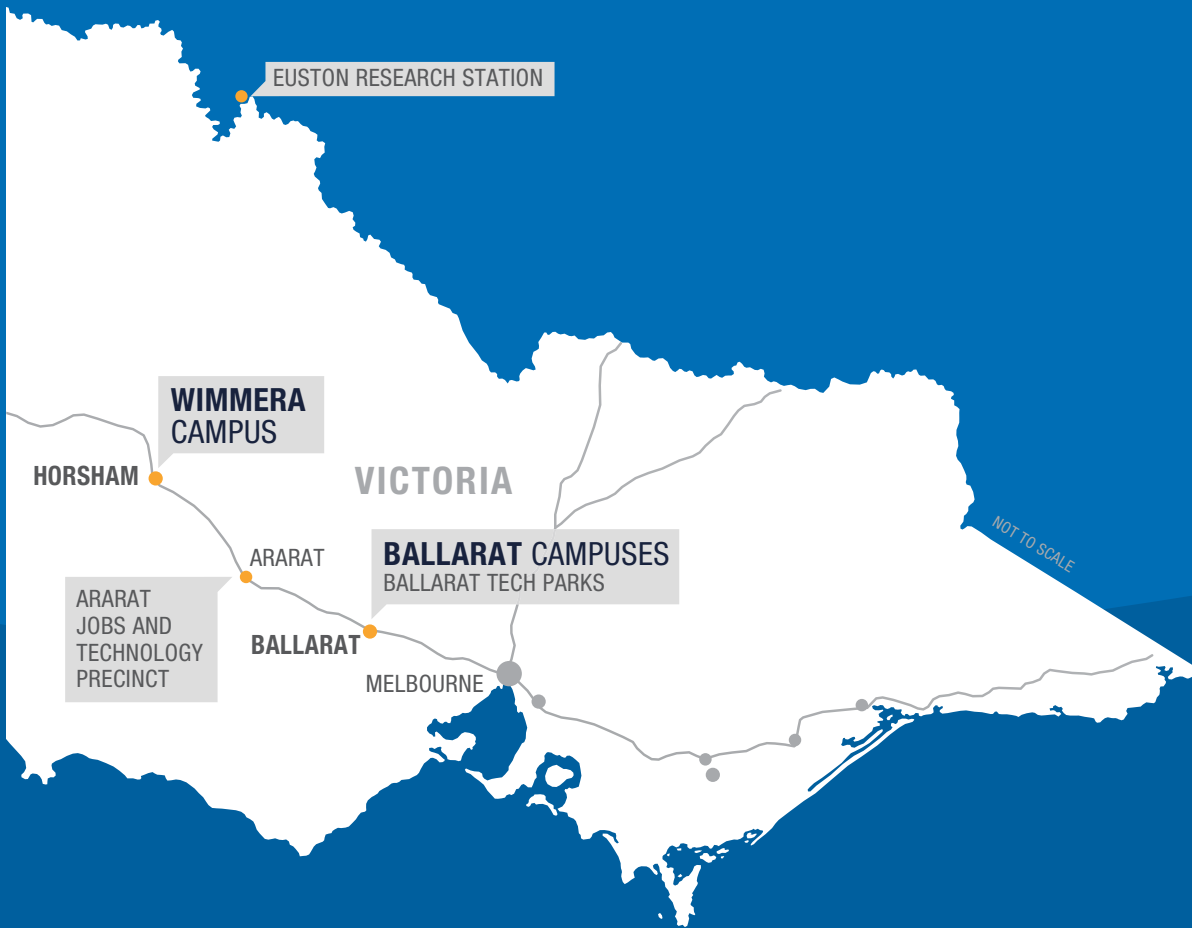 EUSTON RESEARCH STATION
WIMMERA
CAMPUS
HORSHAM
VICTORIA
NOT TO SCALE
BALLARAT CAMPUSES
BALLARAT TECH PARKS
ARARAT
ARARAT
JOBS AND
TECHNOLOGY
PRECINCT
BALLARAT
MELBOURNE